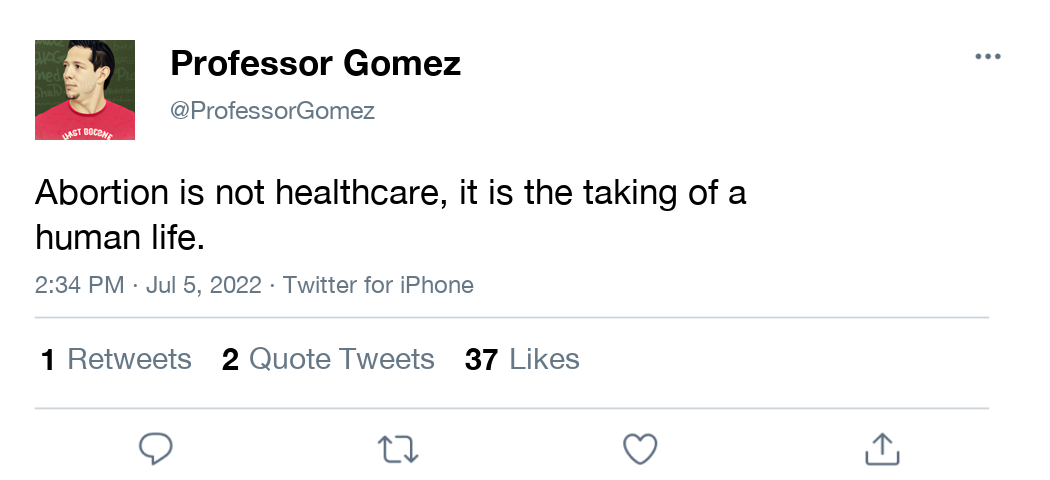 Professor Gomez
@ProfessorGomez
Abortion is not healthcare, it is the taking of a
human life.
2:34 PM · Jul 5, 2022 · Twitter for iPhone
1 Retweets 2 Quote Tweets 37 Likes